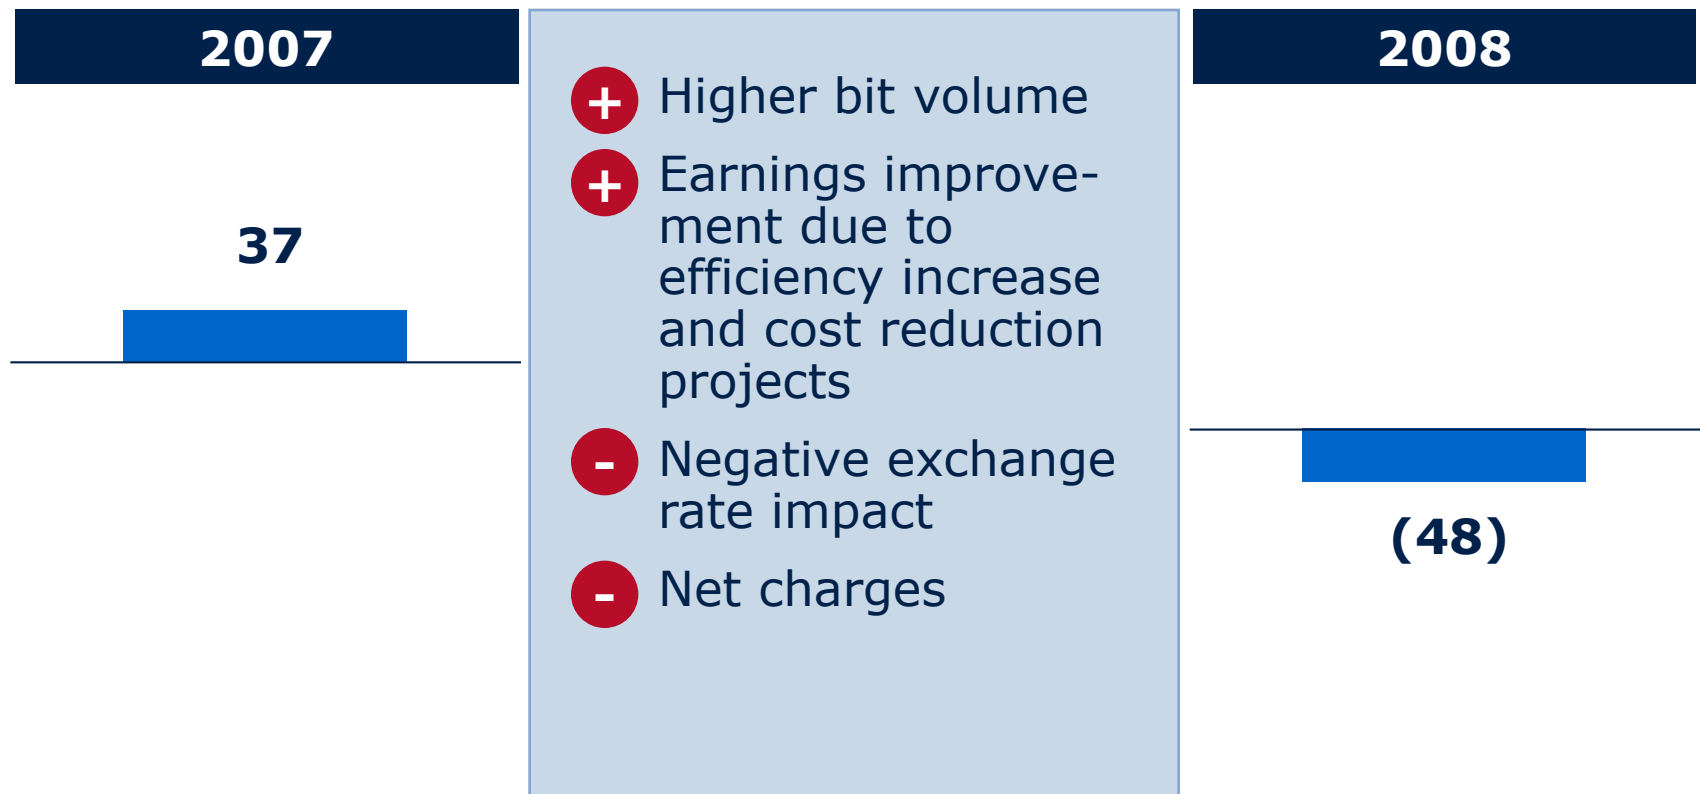 2007
37
+ Higher bit volume
+ Earnings improve-
ment due to
efficiency increase
and cost reduction
projects
- Negative exchange
rate impact
- Net charges
2008
(48)